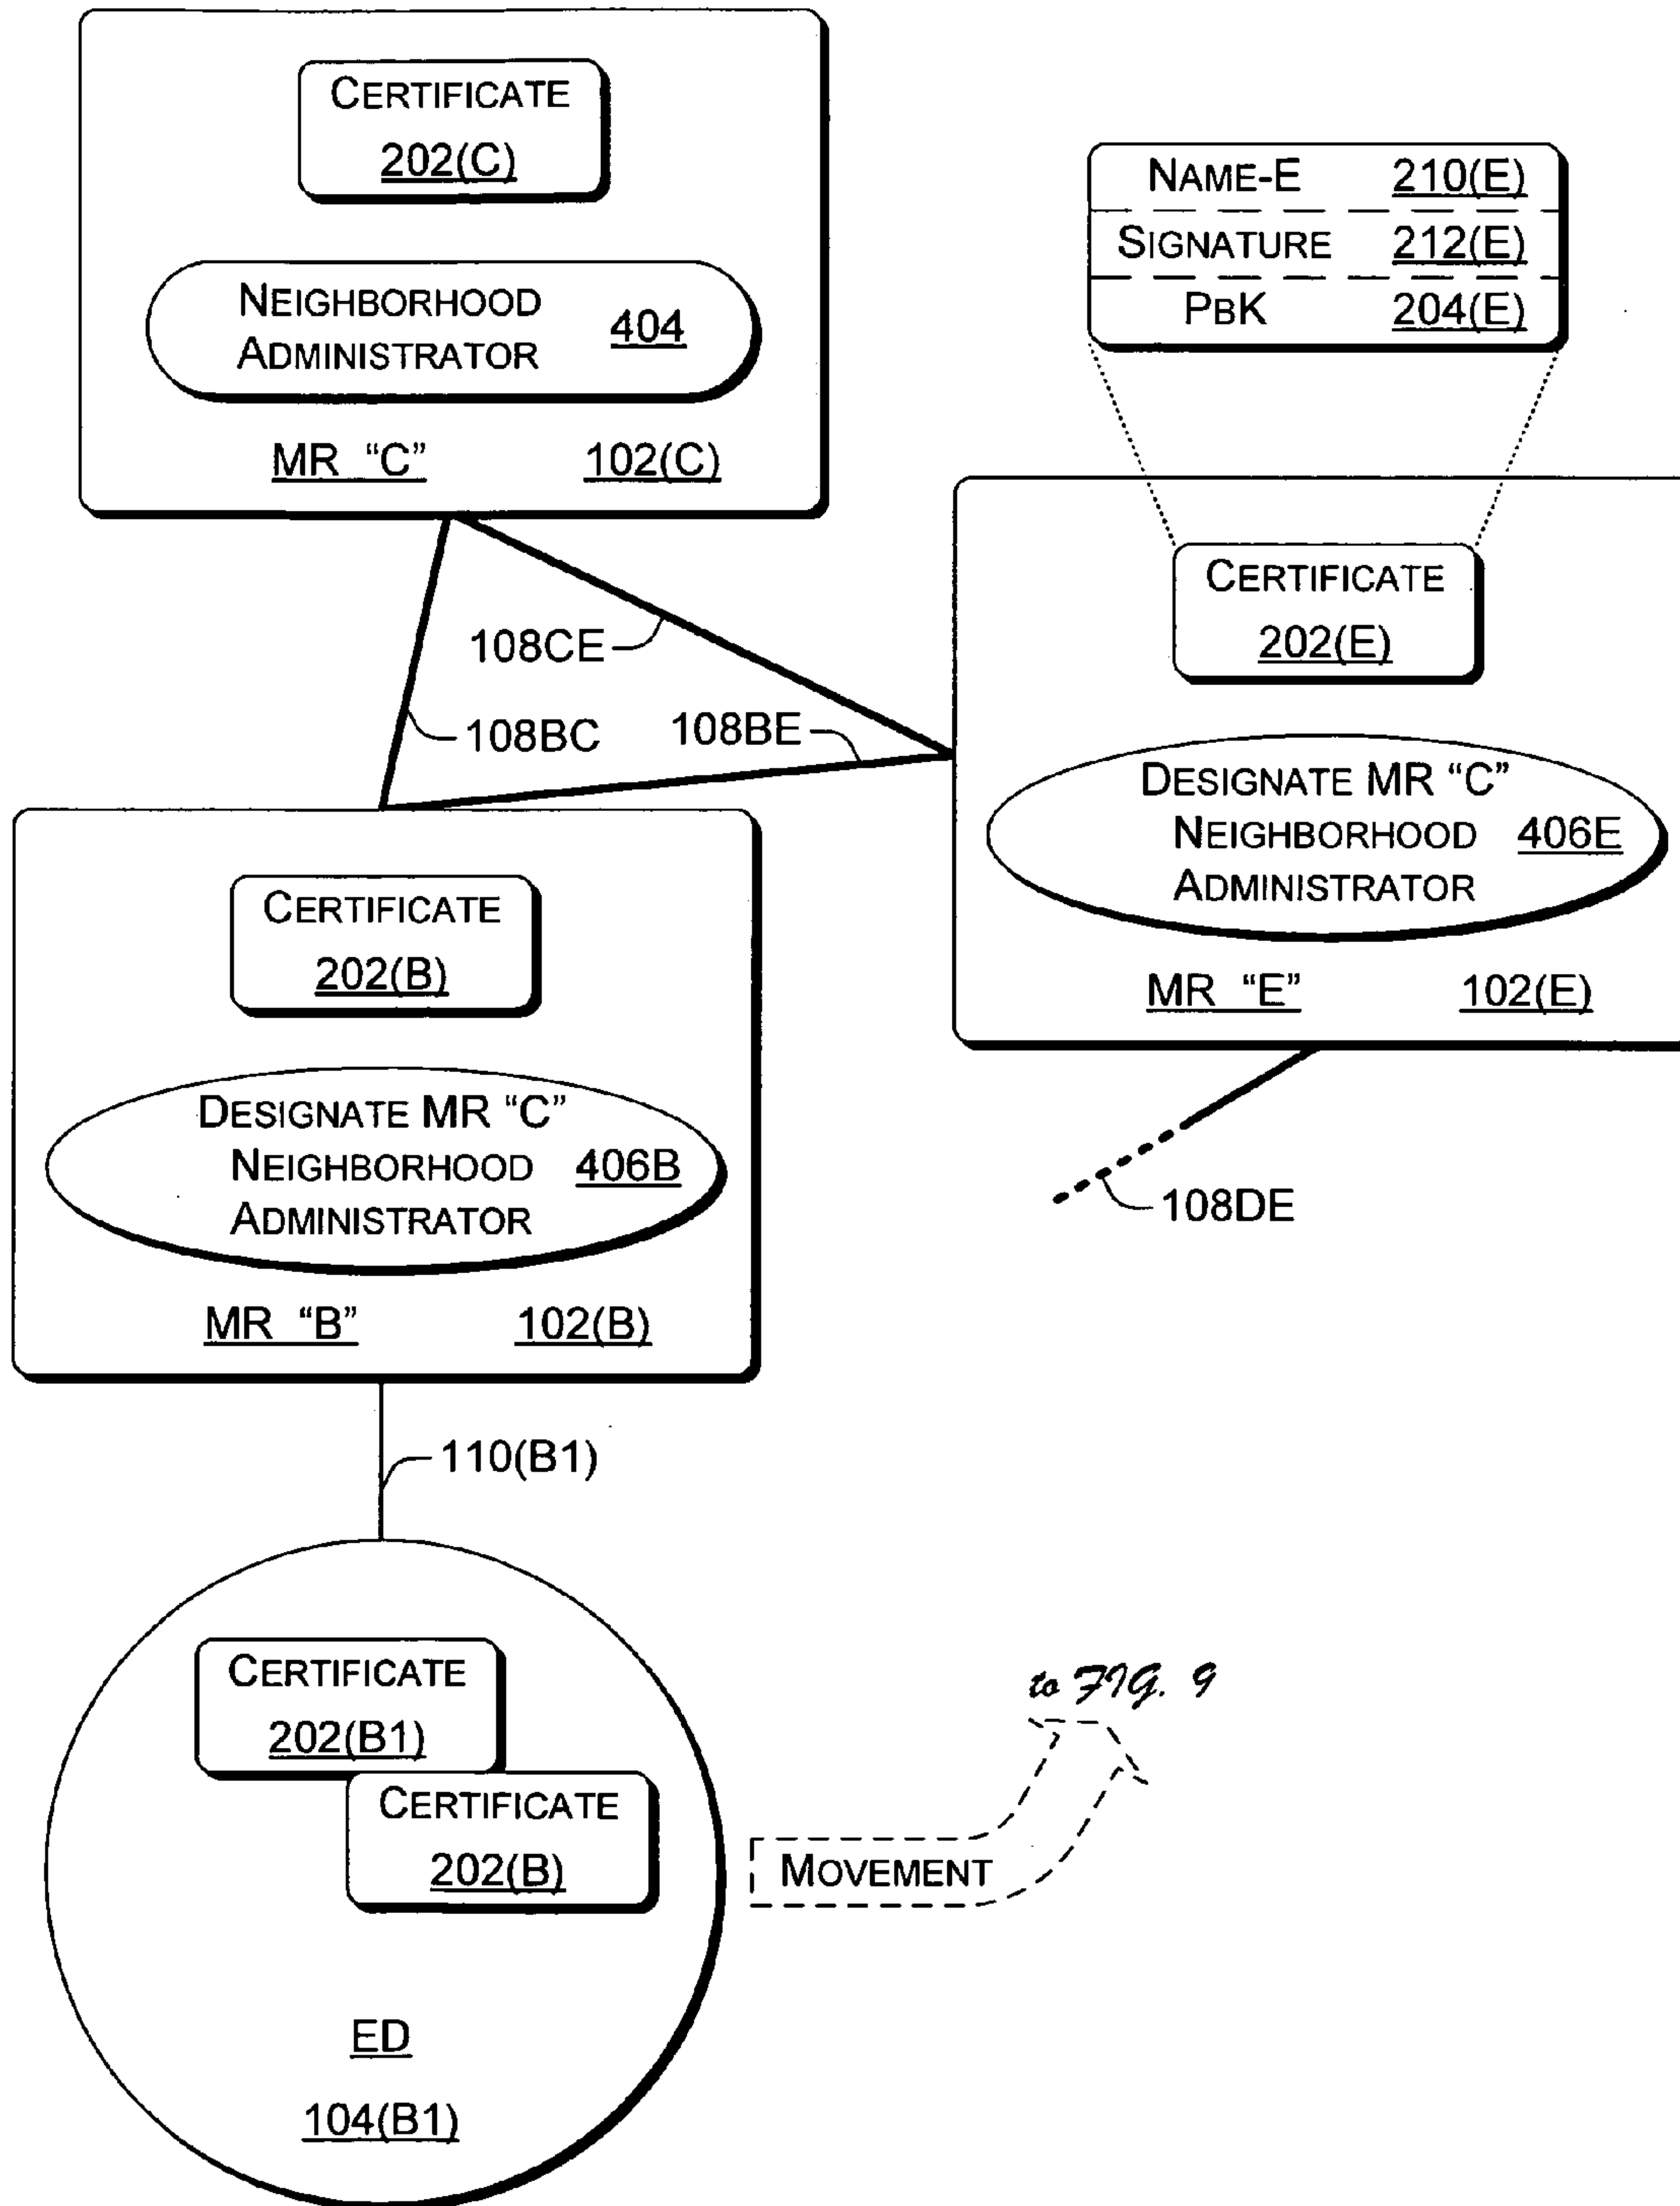 CERTIFICATE
202(C)
NEIGHBORHOOD
ADMINISTRATOR
404
MR "C" 102(C)
NAME-E 210(E)
SIGNATURE 212(E)
PBK 204(E)
CERTIFICATE
202(E)
108CE
108BC
108BE
DESIGNATE MR "C"
NEIGHBORHOOD
ADMINISTRATOR
406E
MR "E" 102(E)
108DE
CERTIFICATE
202(B)
DESIGNATE MR "C"
NEIGHBORHOOD
ADMINISTRATOR
406B
MR "B" 102(B)
110(B1)
CERTIFICATE
202(B1)
CERTIFICATE
202(B)
ED
104(B1)
MOVEMENT
to FIG. 9